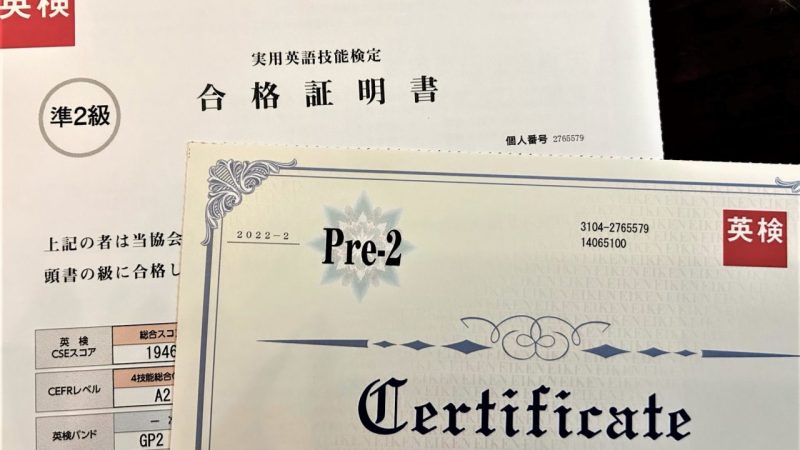 英検
実用英語技能検定
合格証明書
準2級
個人番号 2765579
上記の者は当協会
頭書の級に合格し
英検
CSEスコア
総合スコ
1946
CEFRレベル
4技能総合
A2
英検バンド
一次
GP2
2022-2
Pre-2
3104-2765579
14065100
英検
Certificate